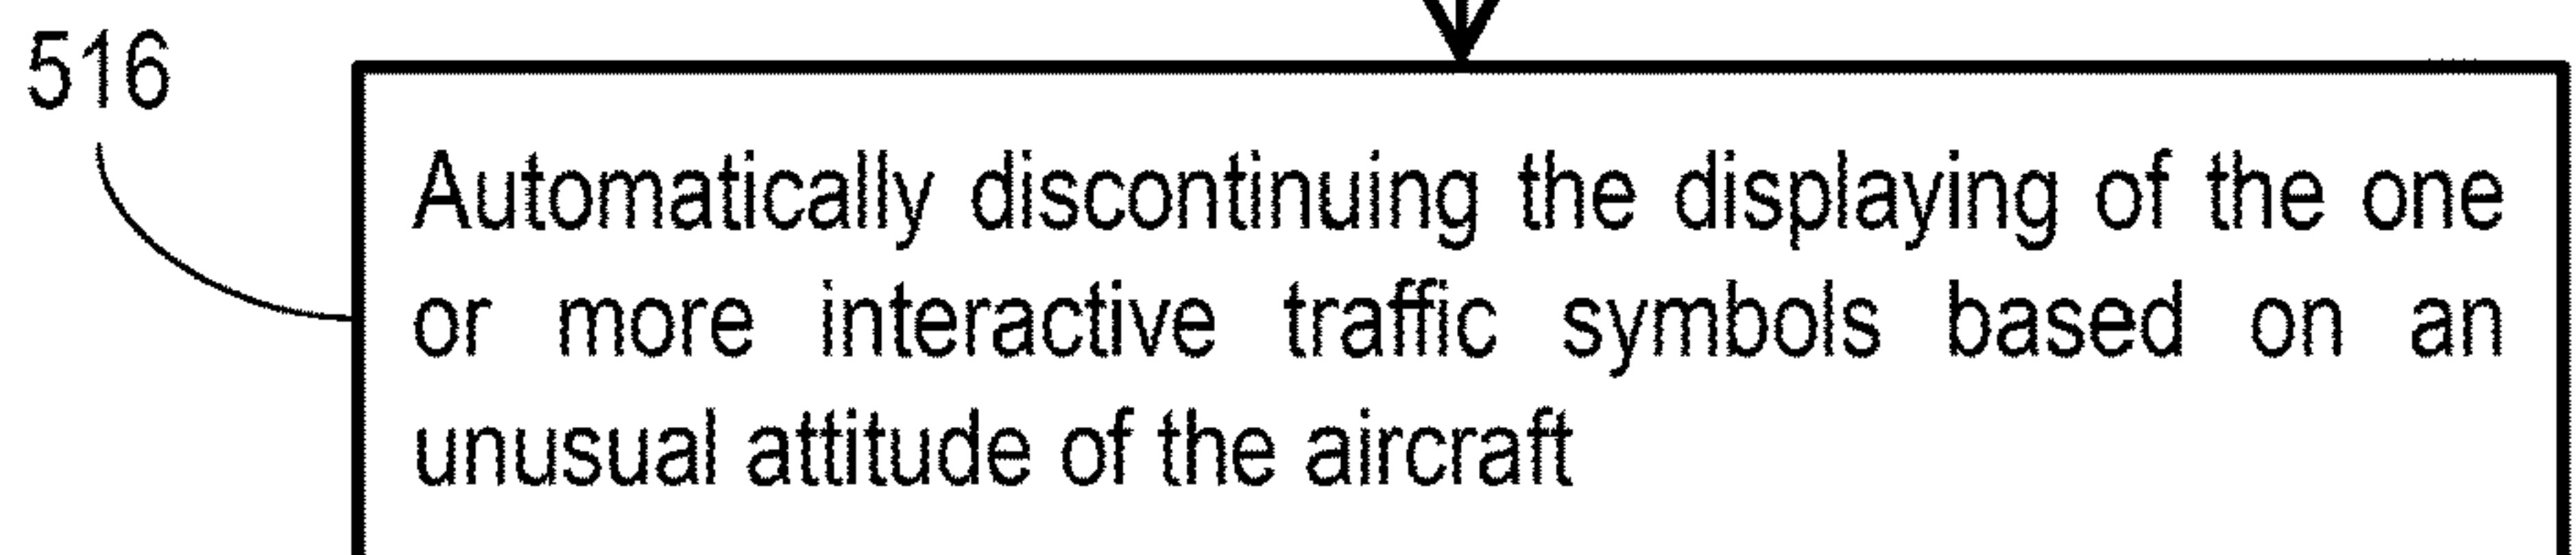 516
Automatically discontinuing the displaying of the one
or more interactive traffic symbols based on an
unusual attitude of the aircraft